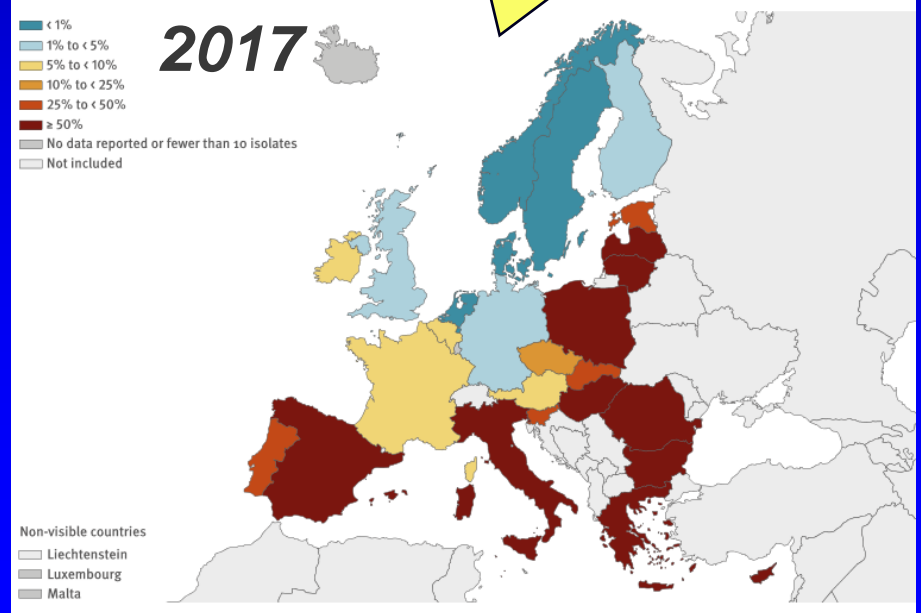 < 1%
1% to < 5%
5% to < 10%
10% to < 25%
25% to < 50%
≥ 50%
No data reported or fewer than 10 isolates
Not included
2017
Non-visible countries
Liechtenstein
Luxembourg
Malta